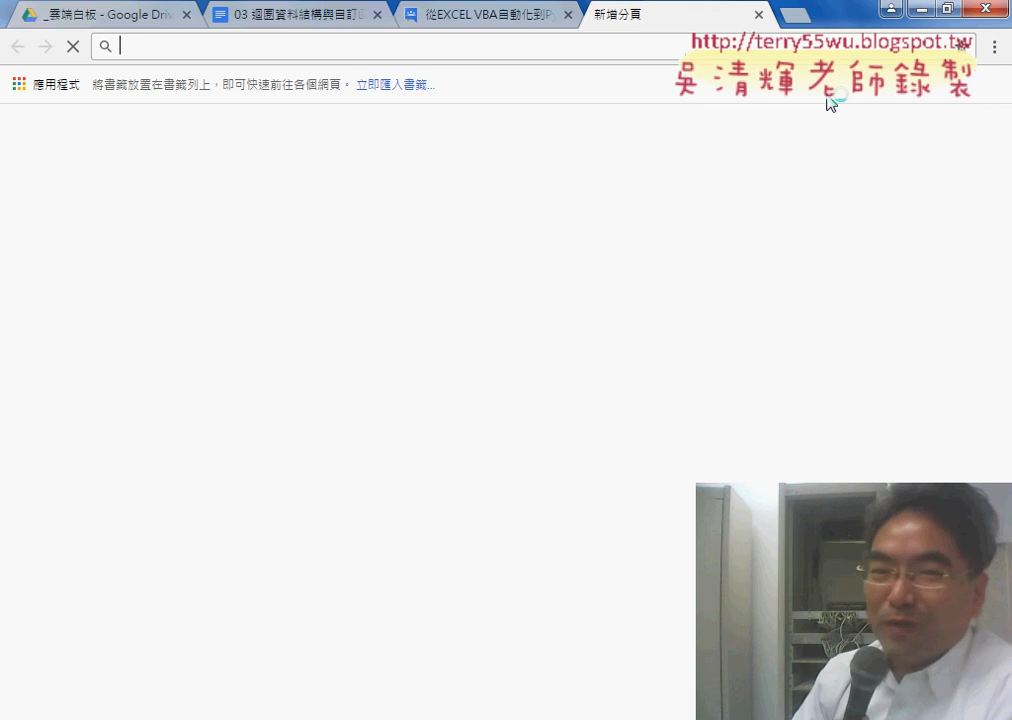 _雲端白板 - Google Driv
03 迴圈資料結構與自訂
從EXCEL VBA自動化到Py
新增分頁
http://terry55wu.blogspot.tw
應用程式 將書籤放置在書籤列上，即可快速前往各個網頁。 立即匯入書籤...
吳清輝老師錄製